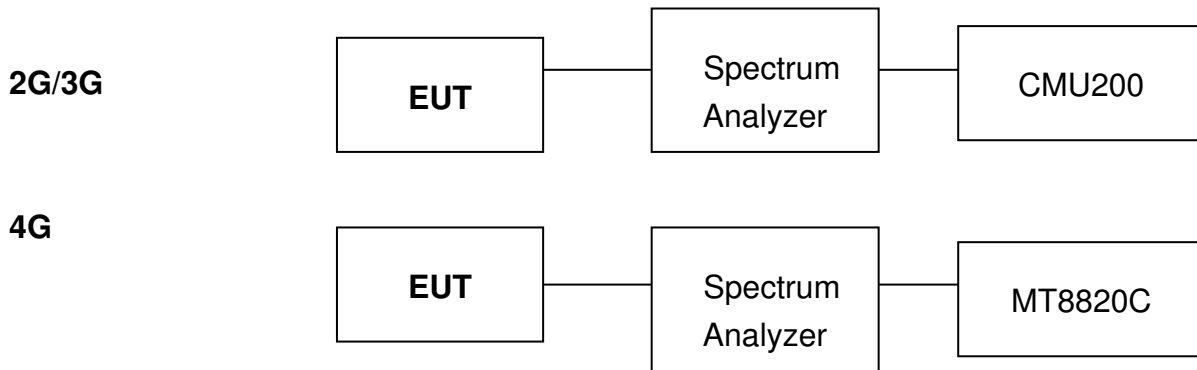 2G/3G
EUT
Spectrum
Analyzer
CMU200
4G
EUT
Spectrum
Analyzer
MT8820C